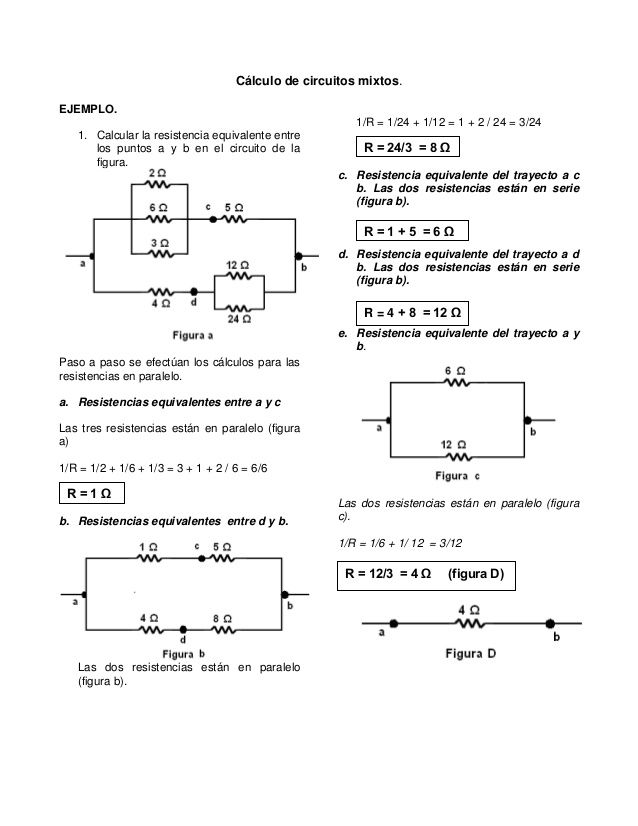 Cálculo de circuitos mixtos.
EJEMPLO.
1. Calcular la resistencia equivalente entre
los puntos a y b en el circuito de la
figura.
2 Ω
6 Ω
c
5 Ω
3 Ω
a
12 Ω
b
4 Ω
d
24 Ω
Figura a
Paso a paso se efectúan los cálculos para las
resistencias en paralelo.
a. Resistencias equivalentes entre a y c
Las tres resistencias están en paralelo (figura
a)
1/R = 1/2 + 1/6 + 1/3 = 3 + 1 + 2 / 6 = 6/6
R = 1 Ω
b. Resistencias equivalentes entre d y b.
1 Ω
c
5 Ω
a
b
4 Ω
8 Ω
d
Figura b
Las dos resistencias están en paralelo
(figura b).
1/R = 1/24 + 1/12 = 1 + 2 / 24 = 3/24
R = 24/3 = 8 Ω
c. Resistencia equivalente del trayecto a c
b. Las dos resistencias están en serie
(figura b).
R = 1 + 5 = 6 Ω
d. Resistencia equivalente del trayecto a d
b. Las dos resistencias están en serie
(figura b).
R = 4 + 8 = 12 Ω
e. Resistencia equivalente del trayecto a y
b.
6 Ω
a
b
12 Ω
Figura c
Las dos resistencias están en paralelo (figura
c).
1/R = 1/6 + 1/ 12 = 3/12
R = 12/3 = 4 Ω (figura D)
4 Ω
a
b
Figura D